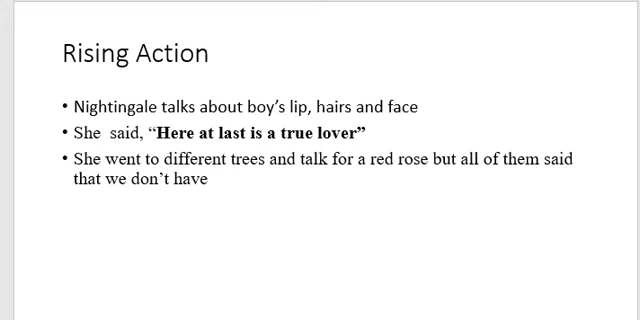 Rising Action
• Nightingale talks about boy’s lip, hairs and face
• She  said, “Here at last is a true lover”
• She went to different trees and talk for a red rose but all of them said
that we don’t have